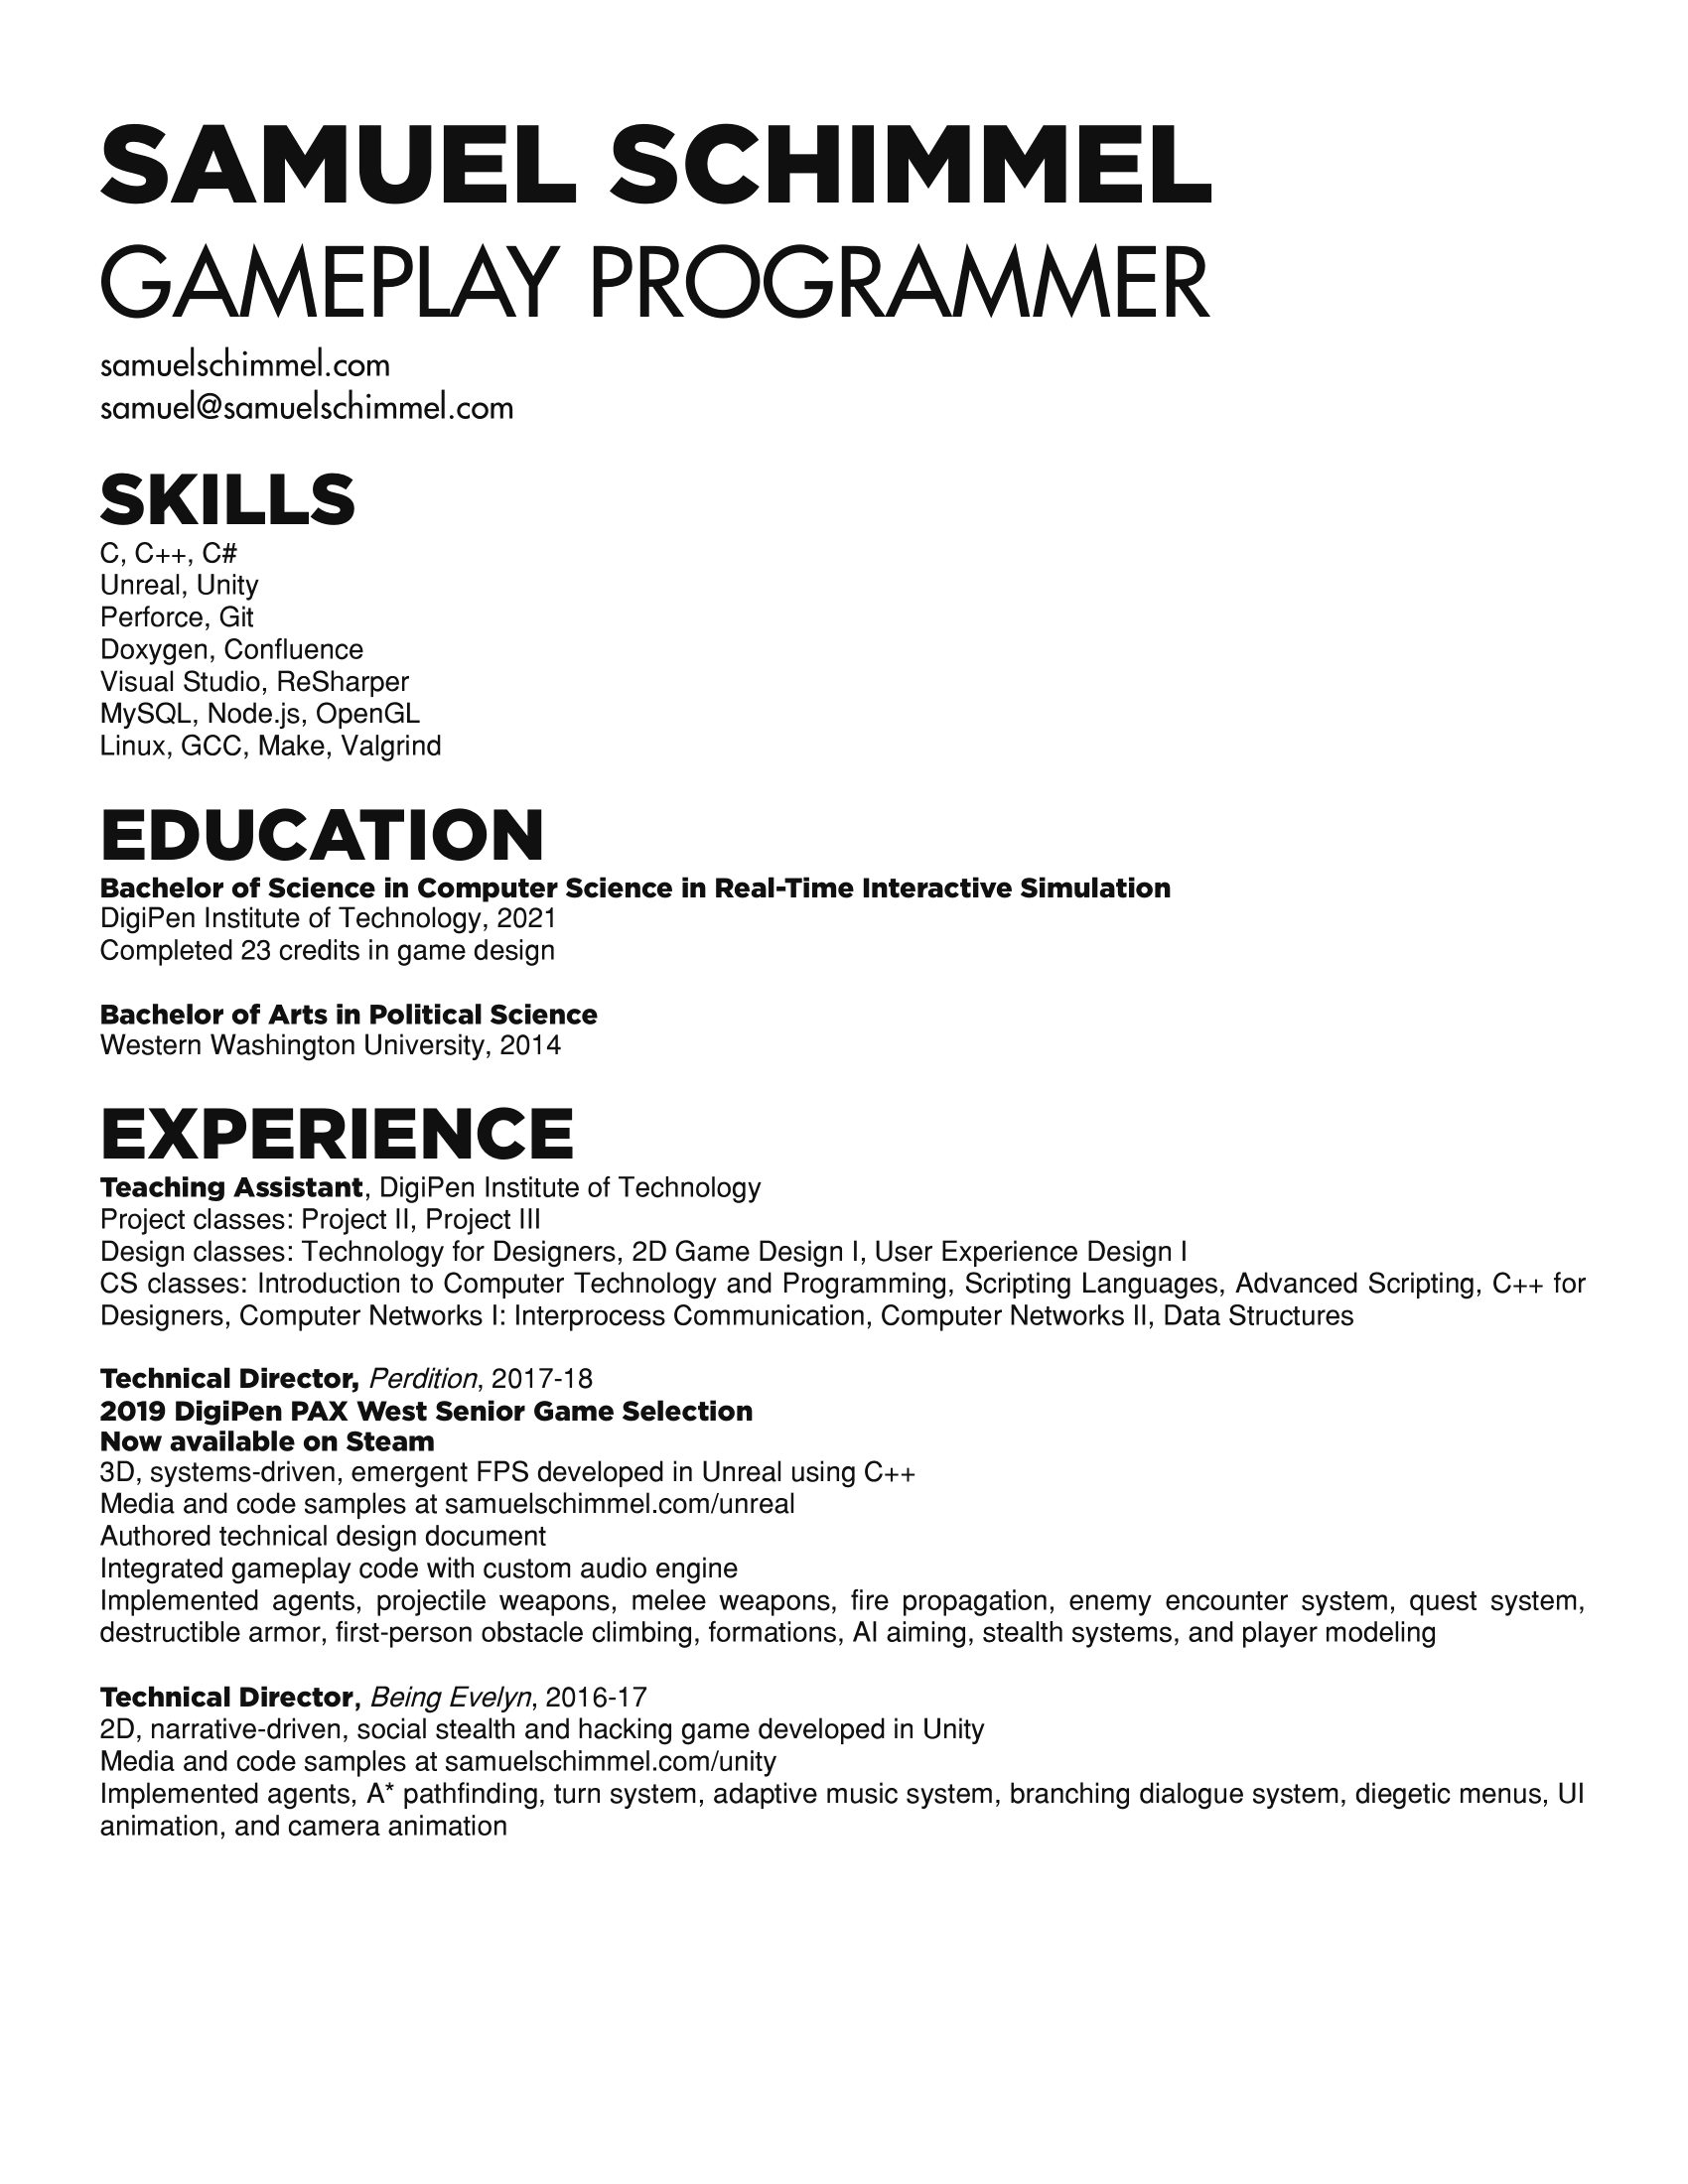 SAMUEL SCHIMMEL
GAMEPLAY PROGRAMMER
samuelschimmel.com
samuel@samuelschimmel.com
SKILLS
C, C++, C#
Unreal, Unity
Perforce, Git
Doxygen, Confluence
Visual Studio, ReSharper
MySQL, Node.js, OpenGL
Linux, GCC, Make, Valgrind
EDUCATION
Bachelor of Science in Computer Science in Real-Time Interactive Simulation
DigiPen Institute of Technology, 2021
Completed 23 credits in game design
Bachelor of Arts in Political Science
Western Washington University, 2014
EXPERIENCE
Teaching Assistant, DigiPen Institute of Technology
Project classes: Project II, Project III
Design classes: Technology for Designers, 2D Game Design I, User Experience Design I
CS classes: Introduction to Computer Technology and Programming, Scripting Languages, Advanced Scripting, C++ for
Designers, Computer Networks I: Interprocess Communication, Computer Networks II, Data Structures
Technical Director, Perdition, 2017-18
2019 DigiPen PAX West Senior Game Selection
Now available on Steam
3D, systems-driven, emergent FPS developed in Unreal using C++
Media and code samples at samuelschimmel.com/unreal
Authored technical design document
Integrated gameplay code with custom audio engine
Implemented agents, projectile weapons, melee weapons, fire propagation, enemy encounter system, quest system,
destructible armor, first-person obstacle climbing, formations, AI aiming, stealth systems, and player modeling
Technical Director, Being Evelyn, 2016-17
2D, narrative-driven, social stealth and hacking game developed in Unity
Media and code samples at samuelschimmel.com/unity
Implemented agents, A* pathfinding, turn system, adaptive music system, branching dialogue system, diegetic menus, UI
animation, and camera animation